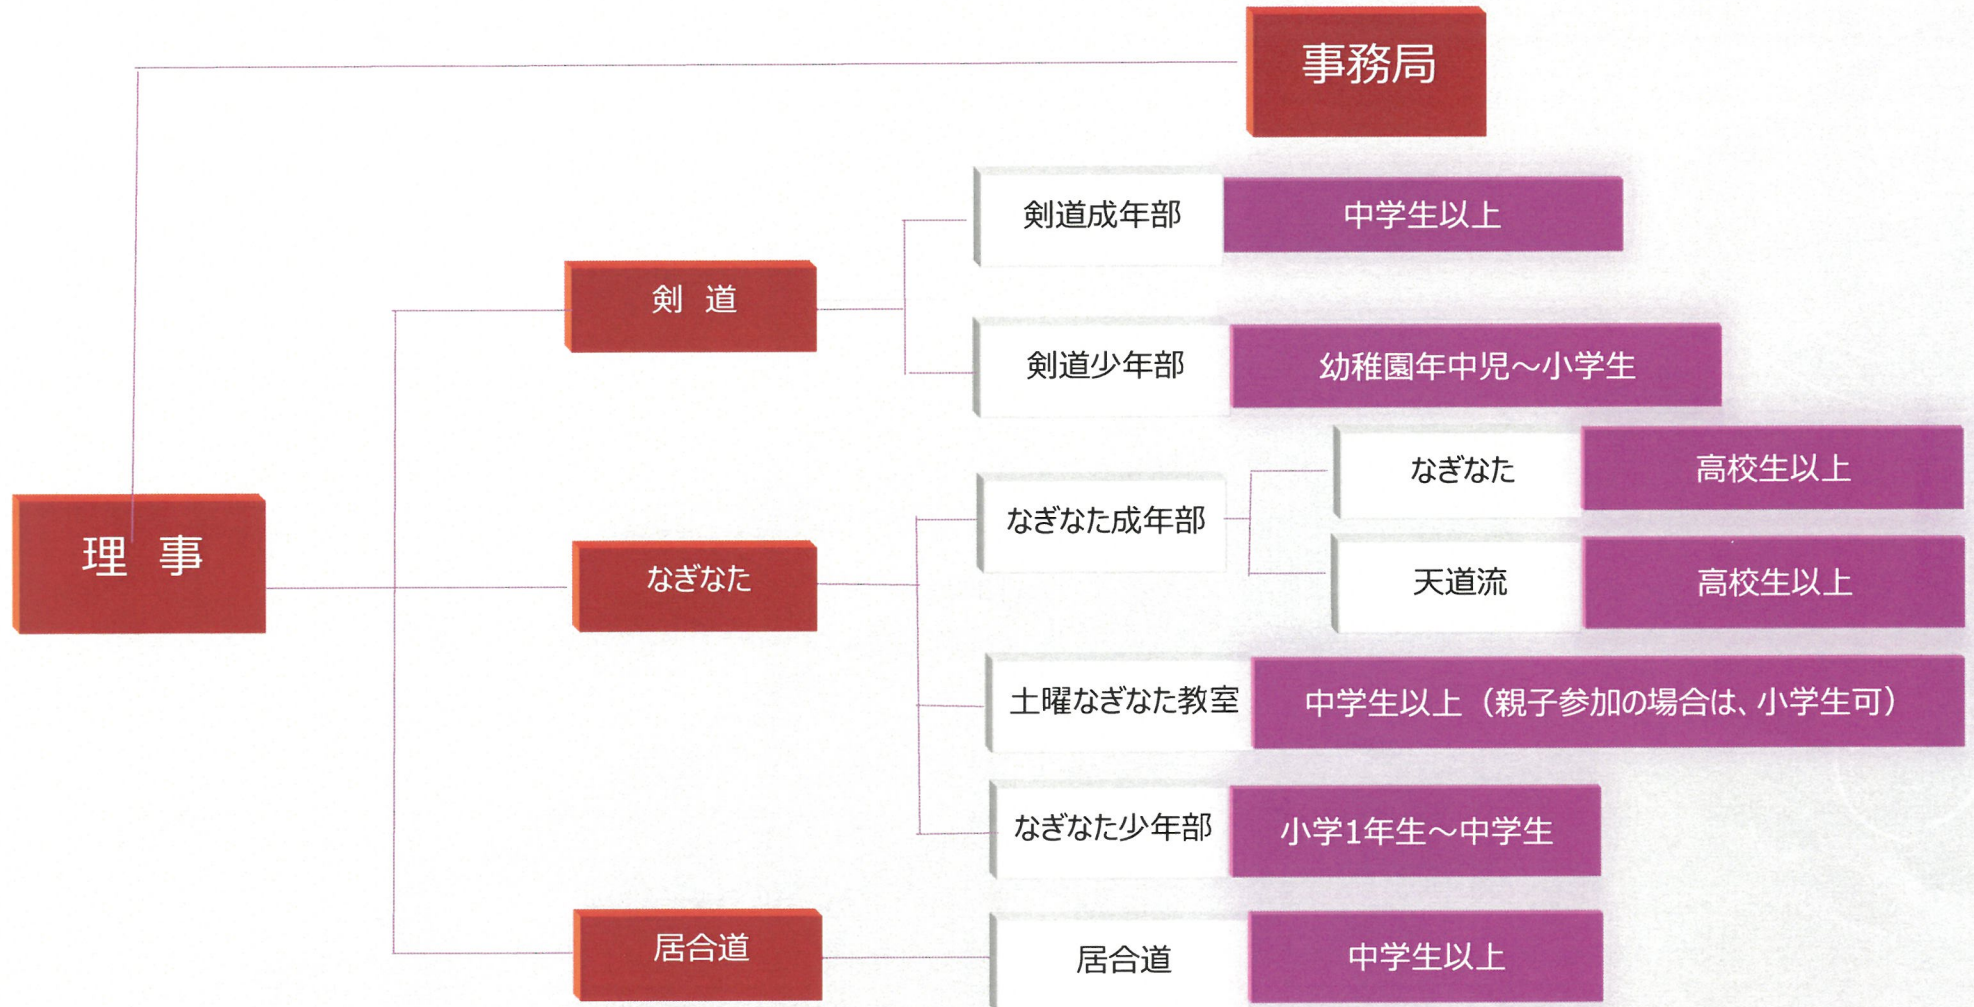 事務局
剣道成年部 中学生以上
剣 道
剣道少年部 幼稚園年中児～小学生
なぎなた 高校生以上
なぎなた成年部
理 事
なぎなた
天道流 高校生以上
土曜なぎなた教室 中学生以上（親子参加の場合は、小学生可）
なぎなた少年部 小学1年生～中学生
居合道
居合道 中学生以上